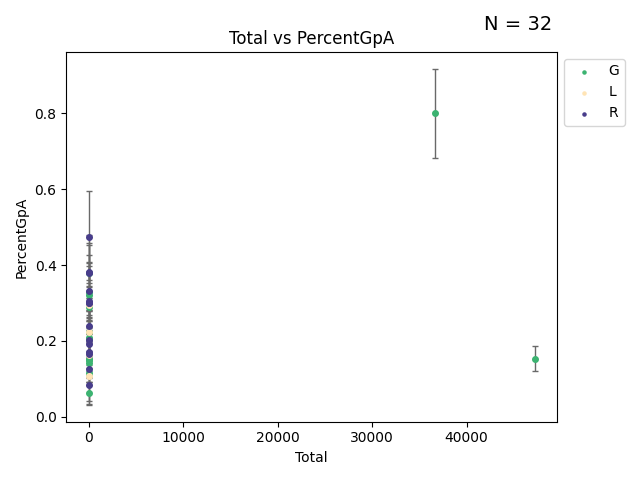 N = 32
Total vs PercentGpA
G
L
R
0.8
0.6
0.4
0.2
0.0
PercentGpA
0 10000 20000 30000 40000
Total